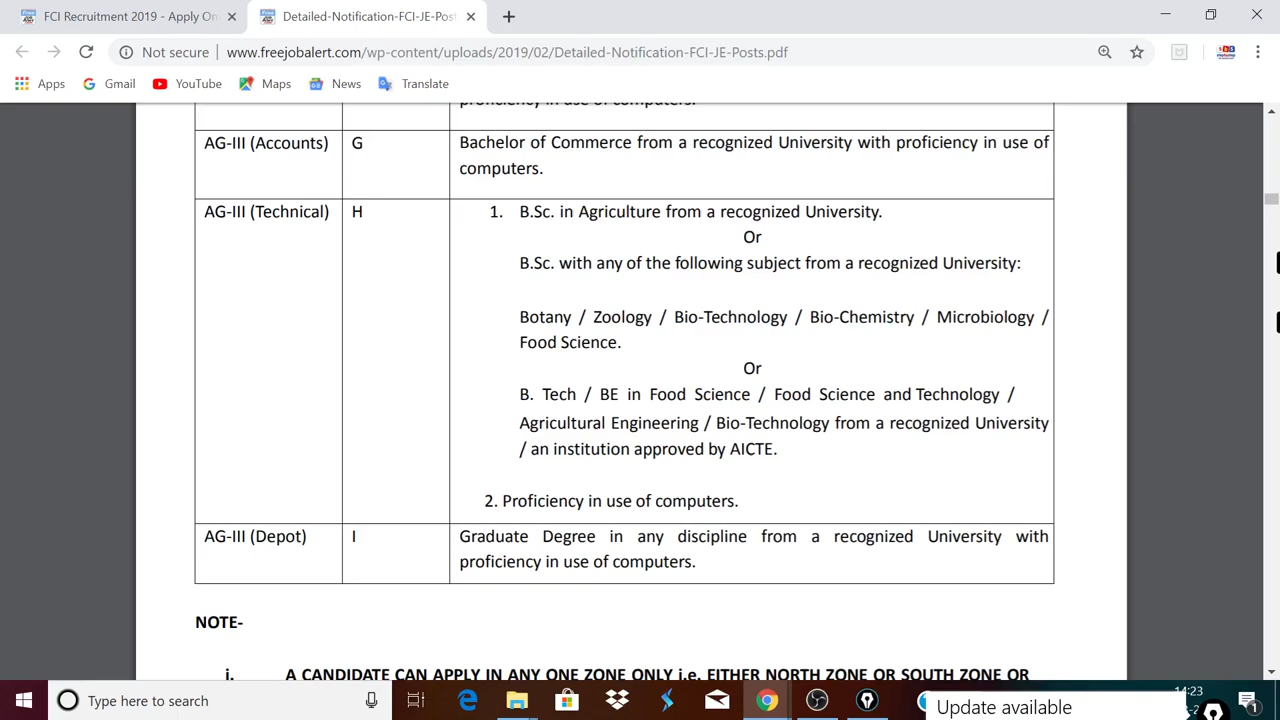 FCI Recruitment 2019 - Apply On
Detailed-Notification-FCI-JE-Post
Not secure
www.freejobalert.com/wp-content/uploads/2019/02/Detailed-Notification-FCI-JE-Posts.pdf
Apps
Gmail
YouTube
Maps
News
Translate
proficiency in use of computers.
AG-III (Accounts)
G
Bachelor of Commerce from a recognized University with proficiency in use of
computers.
AG-III (Technical)
H
1. B.Sc. in Agriculture from a recognized University.
Or
B.Sc. with any of the following subject from a recognized University:
Botany / Zoology / Bio-Technology / Bio-Chemistry / Microbiology /
Food Science.
Or
B. Tech / BE in Food Science / Food Science and Technology /
Agricultural Engineering / Bio-Technology from a recognized University
/ an institution approved by AICTE.
2. Proficiency in use of computers.
AG-III (Depot)
I
Graduate Degree in any discipline from a recognized University with
proficiency in use of computers.
NOTE-
i. A CANDIDATE CAN APPLY IN ANY ONE ZONE ONLY i.e. EITHER NORTH ZONE OR SOUTH ZONE OR
Type here to search
14:23
Update available
1